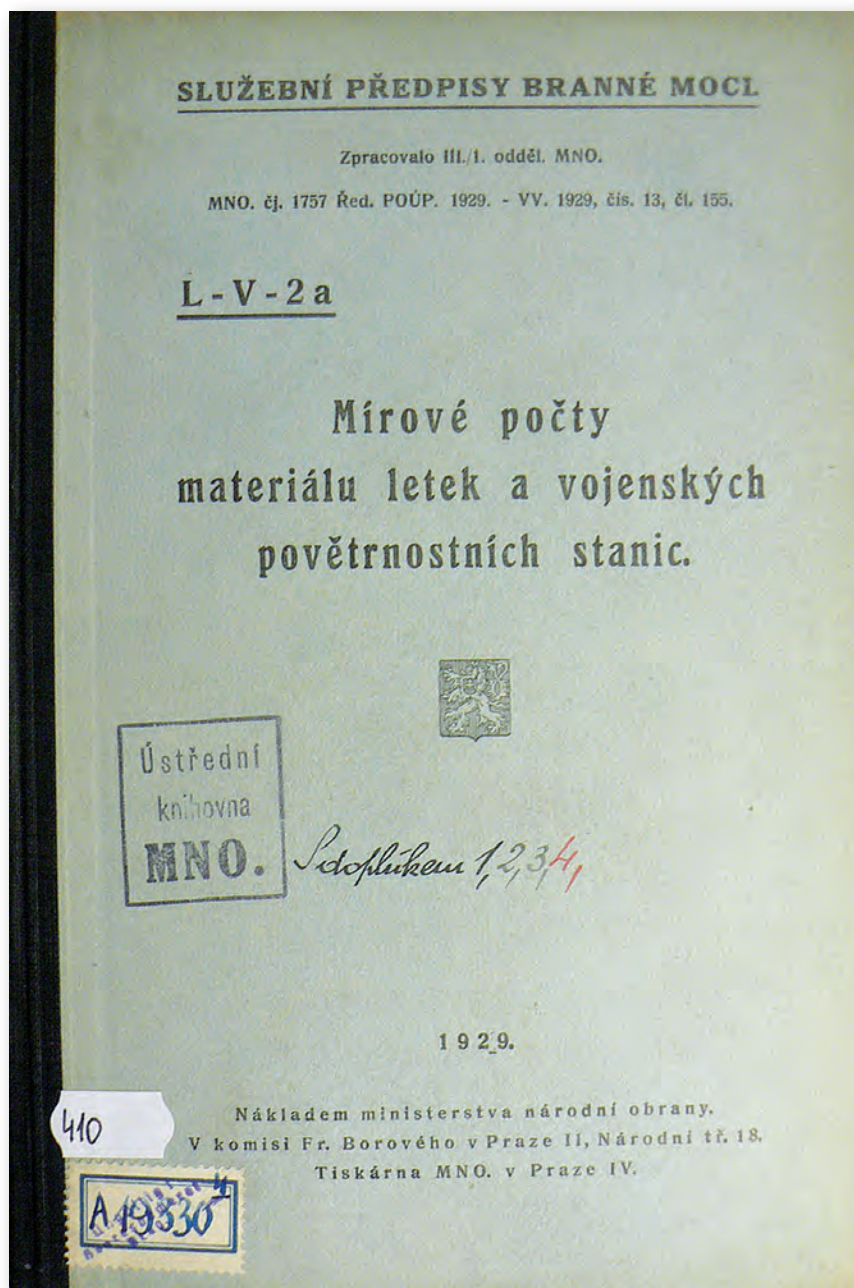 SLUŽEBNÍ PŘEDPISY BRANNÉ MOCI.
Zpracovalo III./1. odděl. MNO.
MNO. čj. 1757 Řed. POÚP. 1929. - VV. 1929, čís. 13, čl. 155.
L-V-2a
Mírové počty
materiálu letek a vojenských
povětrnostních stanic.
Ústřední
knihovna
MNO.
S doplňkem 1, 2, 3, 4,
1929.
Nákladem ministerstva národní obrany.
V komisi Fr. Borového v Praze II, Národní tř. 18.
Tiskárna MNO. v Praze IV.
410
A 19330